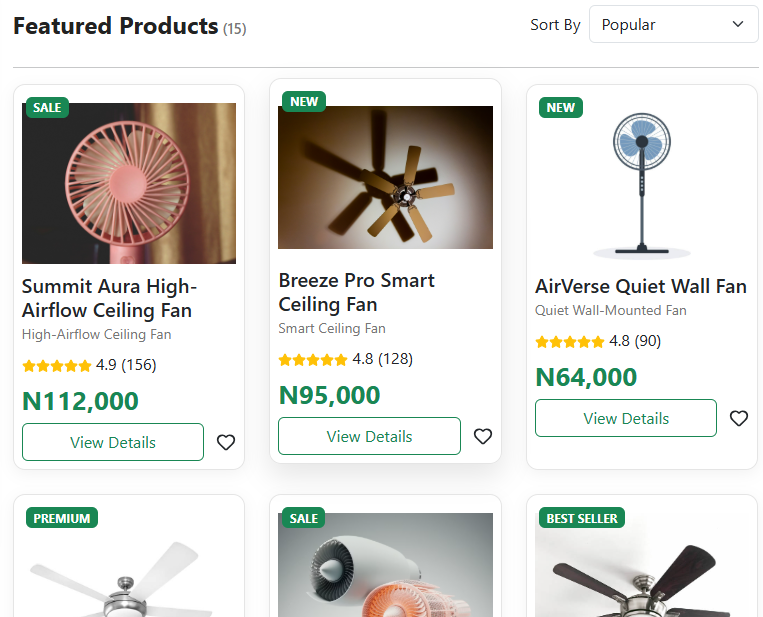 Featured Products (15)
Sort By Popular
SALE
Summit Aura High-
Airflow Ceiling Fan
High-Airflow Ceiling Fan
4.9 (156)
N112,000
View Details
NEW
Breeze Pro Smart
Ceiling Fan
Smart Ceiling Fan
4.8 (128)
N95,000
View Details
NEW
AirVerse Quiet Wall Fan
Quiet Wall-Mounted Fan
4.8 (90)
N64,000
View Details
PREMIUM
SALE
BEST SELLER